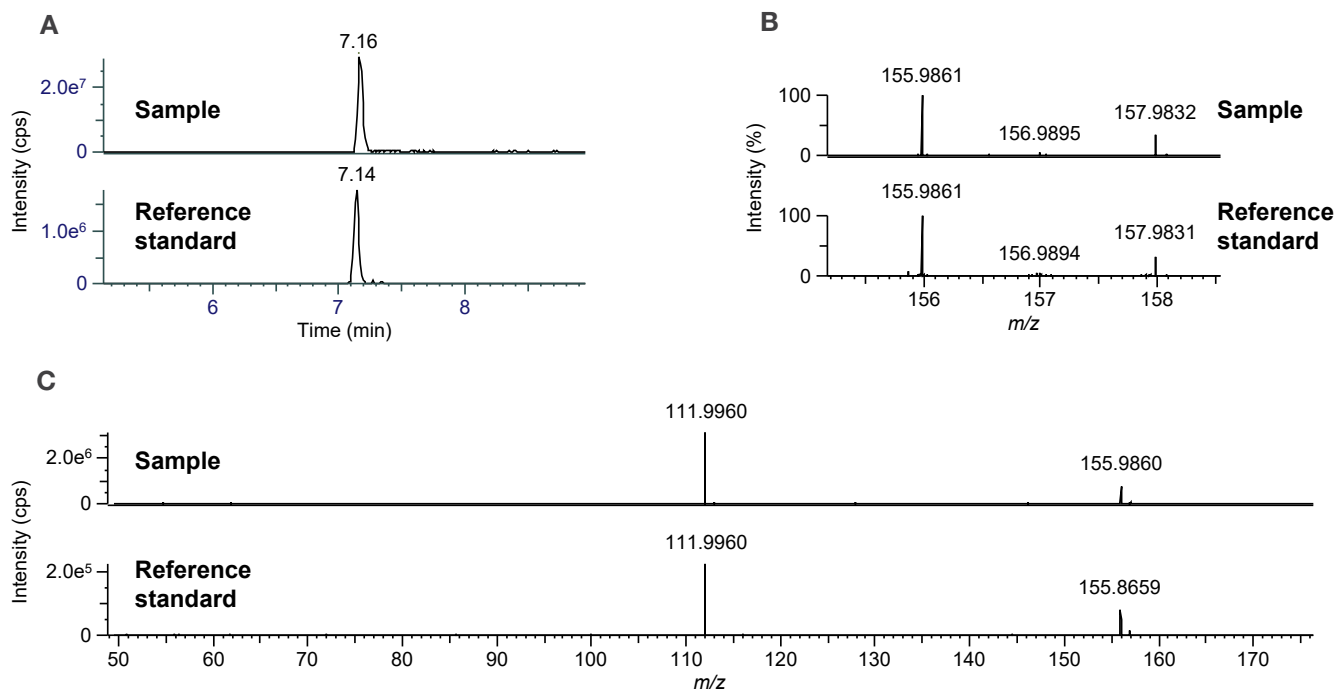 A
7.16
2.0e⁷
Sample
0
7.14
Reference
standard
1.0e⁶
0
Intensity (cps)
6 7 8
Time (min)
B
155.9861
100
156.9895
157.9832
Sample
0
155.9861
100
156.9894
157.9831
Reference
standard
0
Intensity (%)
156 157 158
m/z
C
111.9960
2.0e⁶
Sample
155.9860
0
111.9960
2.0e⁵
Reference
standard
155.8659
0
Intensity (cps)
50 60 70 80 90 100 110 120 130 140 150 160 170
m/z